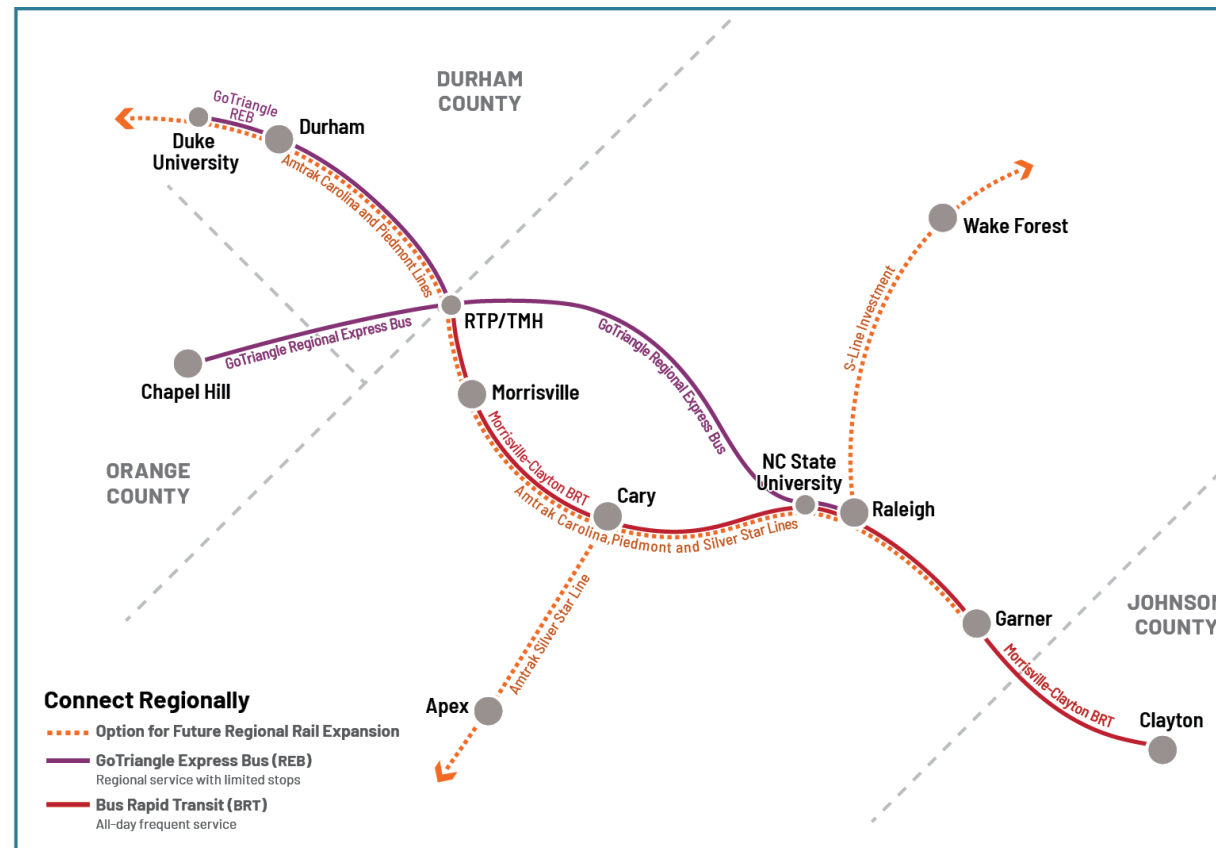 DURHAM
COUNTY
GoTriangle
REB
Duke
University
Durham
Amtrak Carolina and Piedmont Lines
Wake Forest
S-Line Investment
RTP/TMH
GoTriangle Regional Express Bus
GoTriangle Regional Express Bus
Chapel Hill
Morrisville
Morrisville-Clayton BRT
ORANGE
COUNTY
NC State
University
Cary
Raleigh
Amtrak Carolina, Piedmont and Silver Star Lines
Amtrak Silver Star Line
Garner
JOHNSON
COUNTY
Morrisville-Clayton BRT
Apex
Clayton
Connect Regionally
Option for Future Regional Rail Expansion
GoTriangle Express Bus (REB)
Regional service with limited stops
Bus Rapid Transit (BRT)
All-day frequent service